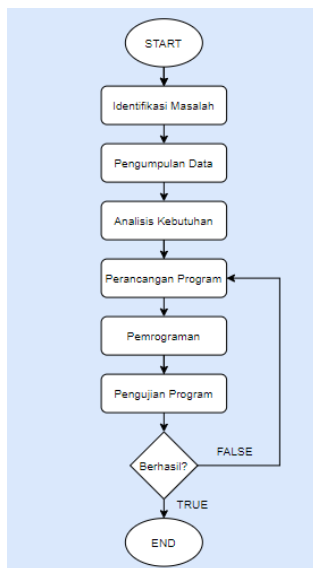 START
Identifikasi Masalah
Pengumpulan Data
Analisis Kebutuhan
Perancangan Program
Pemrograman
Pengujian Program
Berhasil?
FALSE
TRUE
END